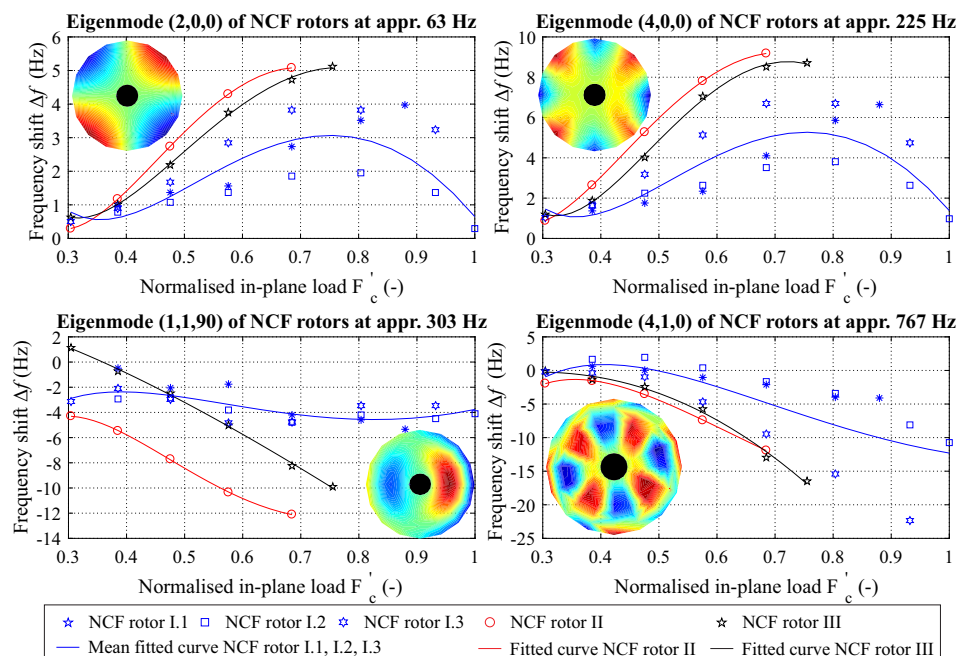 Eigenmode (2,0,0) of NCF rotors at appr. 63 Hz
Frequency shift Δf (Hz)
6
5
4
3
2
1
0
0.3 0.4 0.5 0.6 0.7 0.8 0.9 1
Normalised in-plane load F'c (-)
Eigenmode (4,0,0) of NCF rotors at appr. 225 Hz
Frequency shift Δf (Hz)
10
8
6
4
2
0
0.3 0.4 0.5 0.6 0.7 0.8 0.9 1
Normalised in-plane load F'c (-)
Eigenmode (1,1,90) of NCF rotors at appr. 303 Hz
Frequency shift Δf (Hz)
2
0
-2
-4
-6
-8
-10
-12
-14
0.3 0.4 0.5 0.6 0.7 0.8 0.9 1
Normalised in-plane load F'c (-)
Eigenmode (4,1,0) of NCF rotors at appr. 767 Hz
Frequency shift Δf (Hz)
5
0
-5
-10
-15
-20
-25
0.3 0.4 0.5 0.6 0.7 0.8 0.9 1
Normalised in-plane load F'c (-)
NCF rotor I.1 NCF rotor I.2 NCF rotor I.3 NCF rotor II NCF rotor III
Mean fitted curve NCF rotor I.1, I.2, I.3 Fitted curve NCF rotor II Fitted curve NCF rotor III